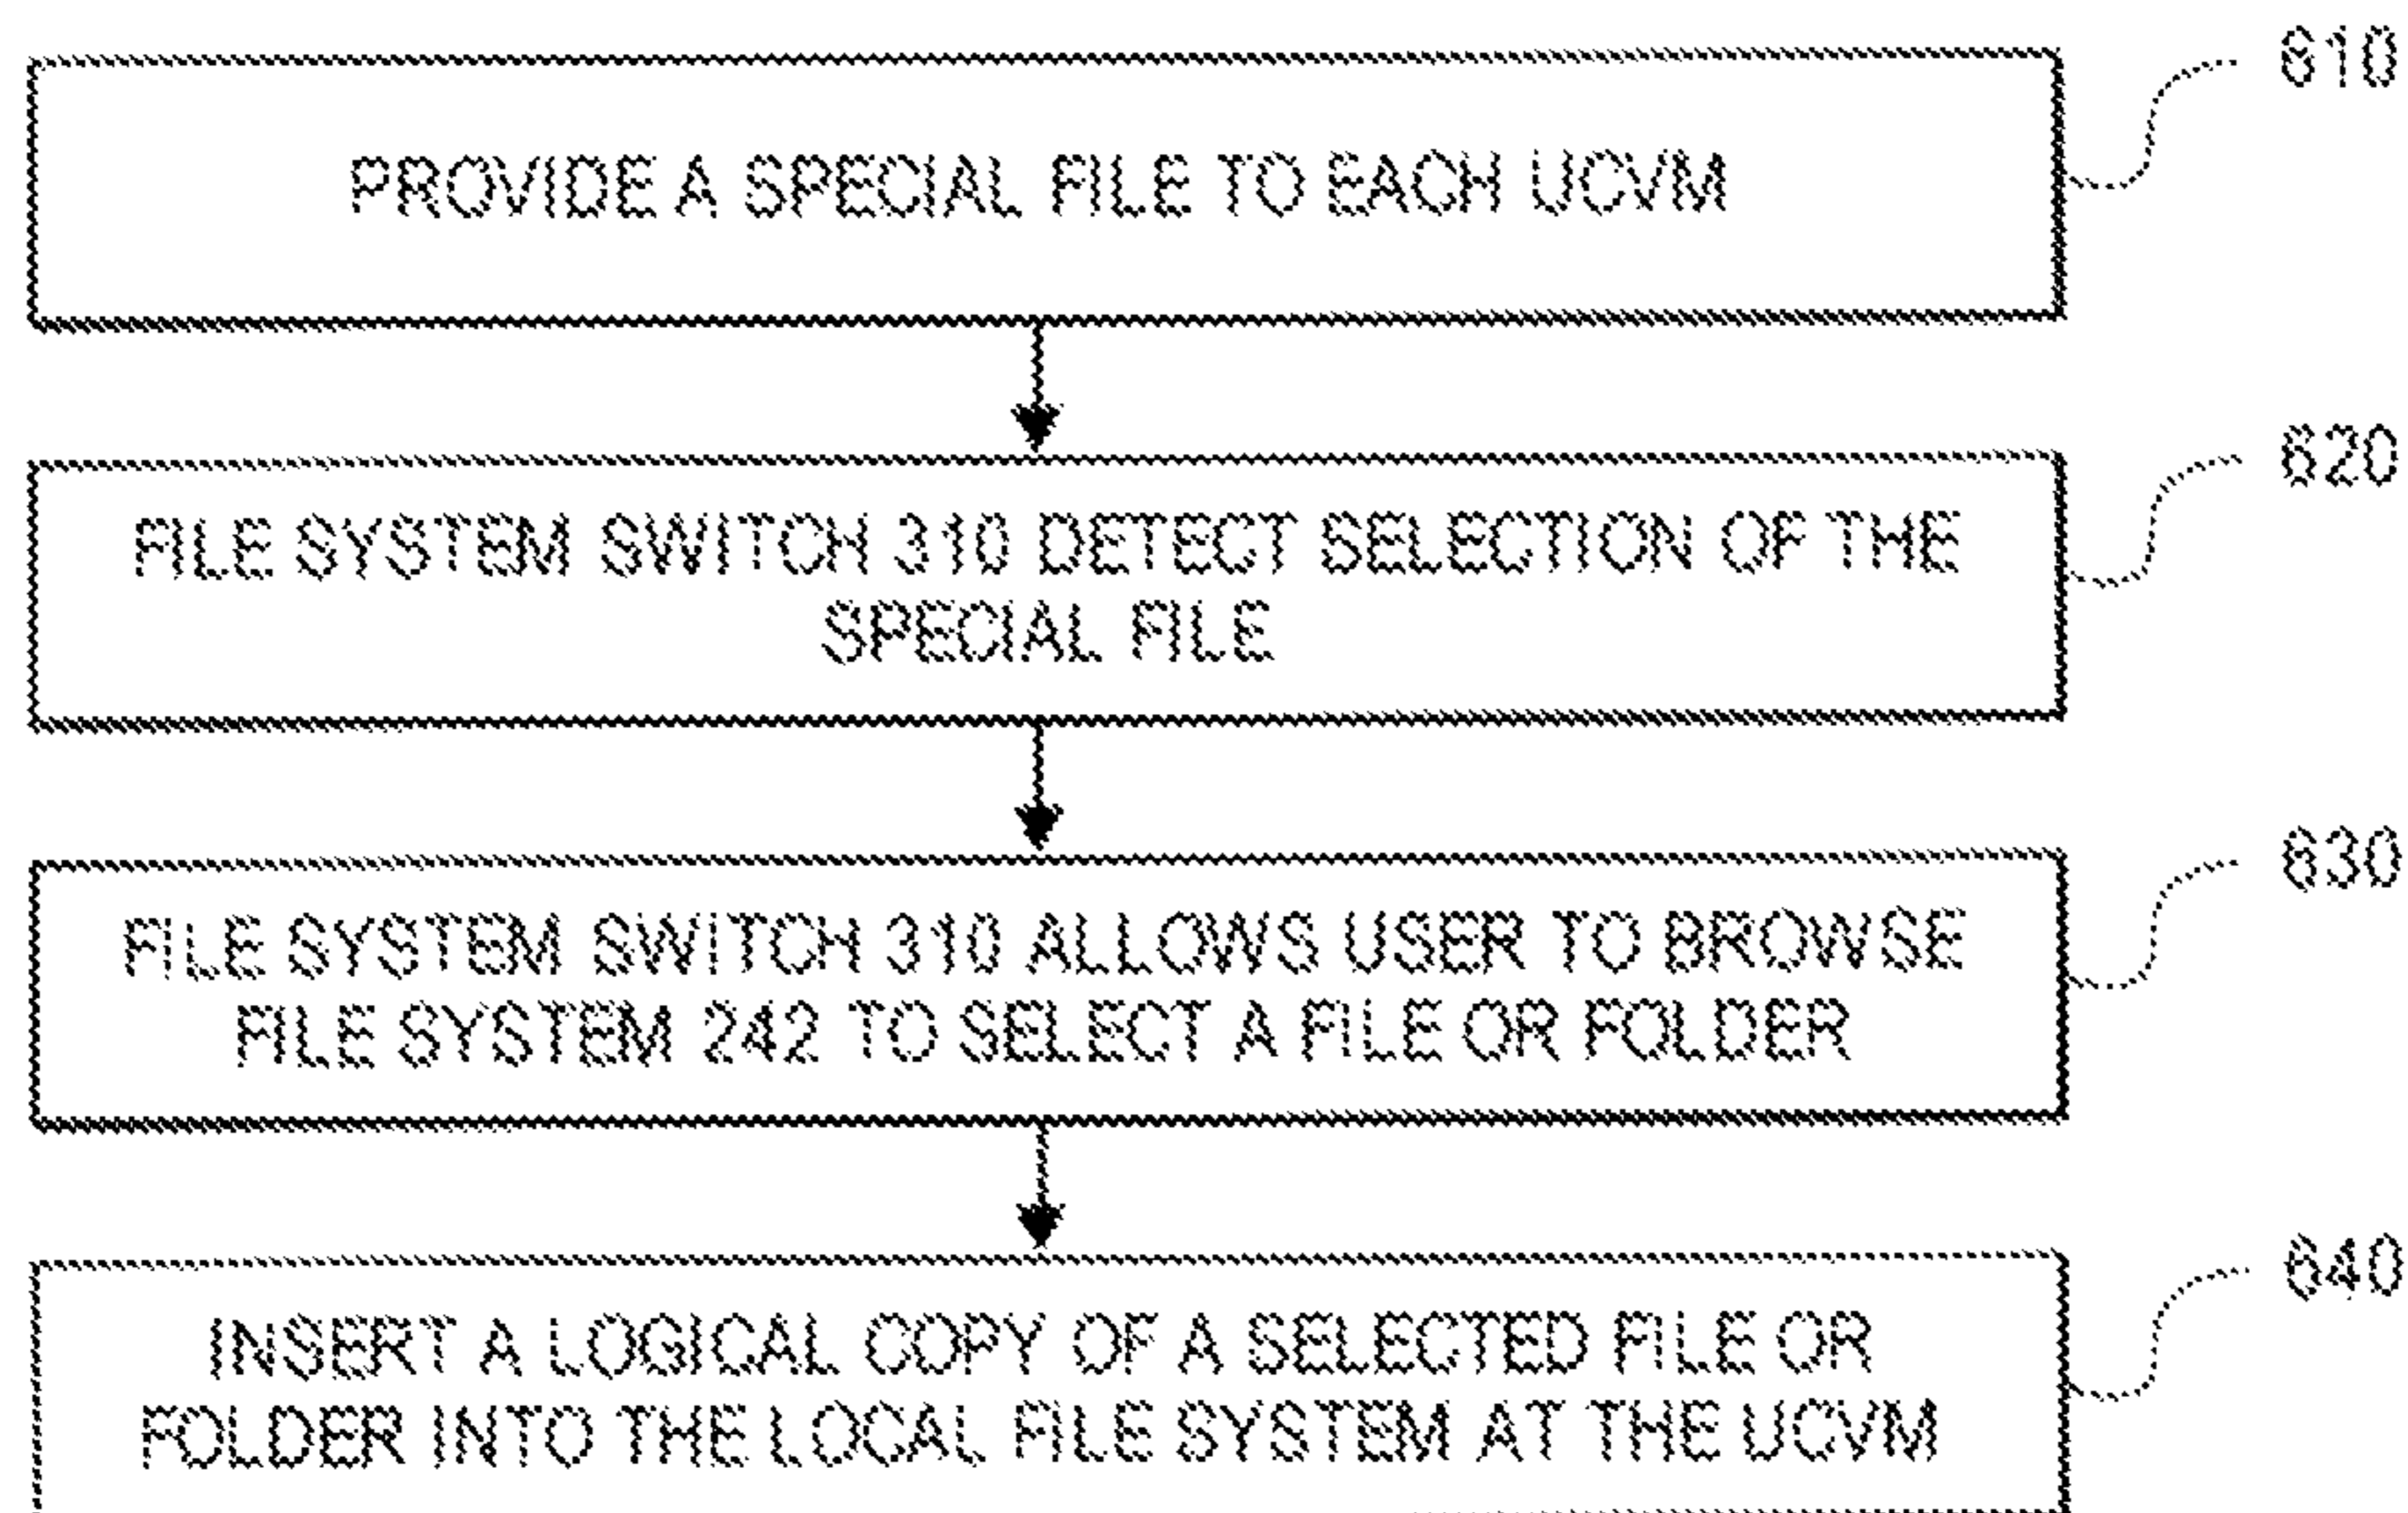 610
PROVIDE A SPECIAL FILE TO EACH UCVM
620
FILE SYSTEM SWITCH 310 DETECT SELECTION OF THE
SPECIAL FILE
630
FILE SYSTEM SWITCH 310 ALLOWS USER TO BROWSE
FILE SYSTEM 242 TO SELECT A FILE OR FOLDER
640
INSERT A LOGICAL COPY OF A SELECTED FILE OR
FOLDER INTO THE LOCAL FILE SYSTEM AT THE UCVM